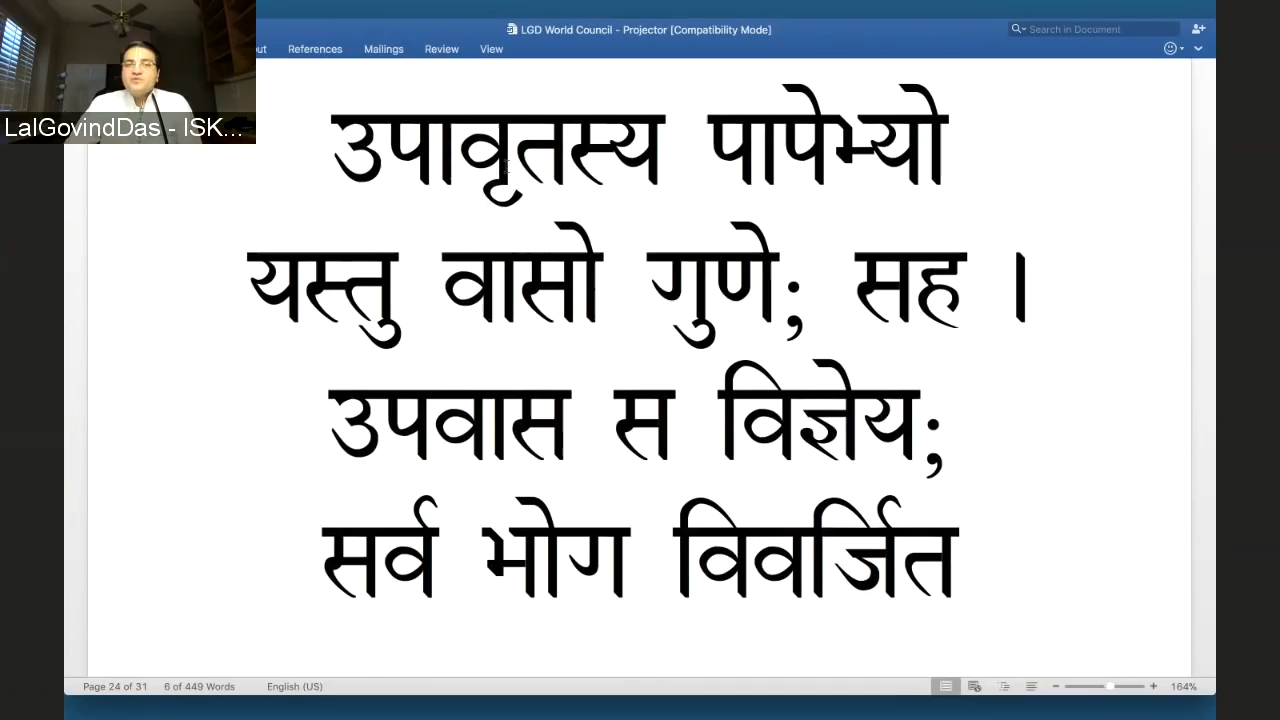 LGD World Council - Projector [Compatibility Mode]
Search in Document
out References Mailings Review View
LalGovindDas - ISK...
उपावृतस्य पापेभ्यो
यस्तु वासो गुणे; सह ।
उपवास स विज्ञेय;
सर्व भोग विवर्जित
Page 24 of 31 6 of 449 Words English (US)
164%